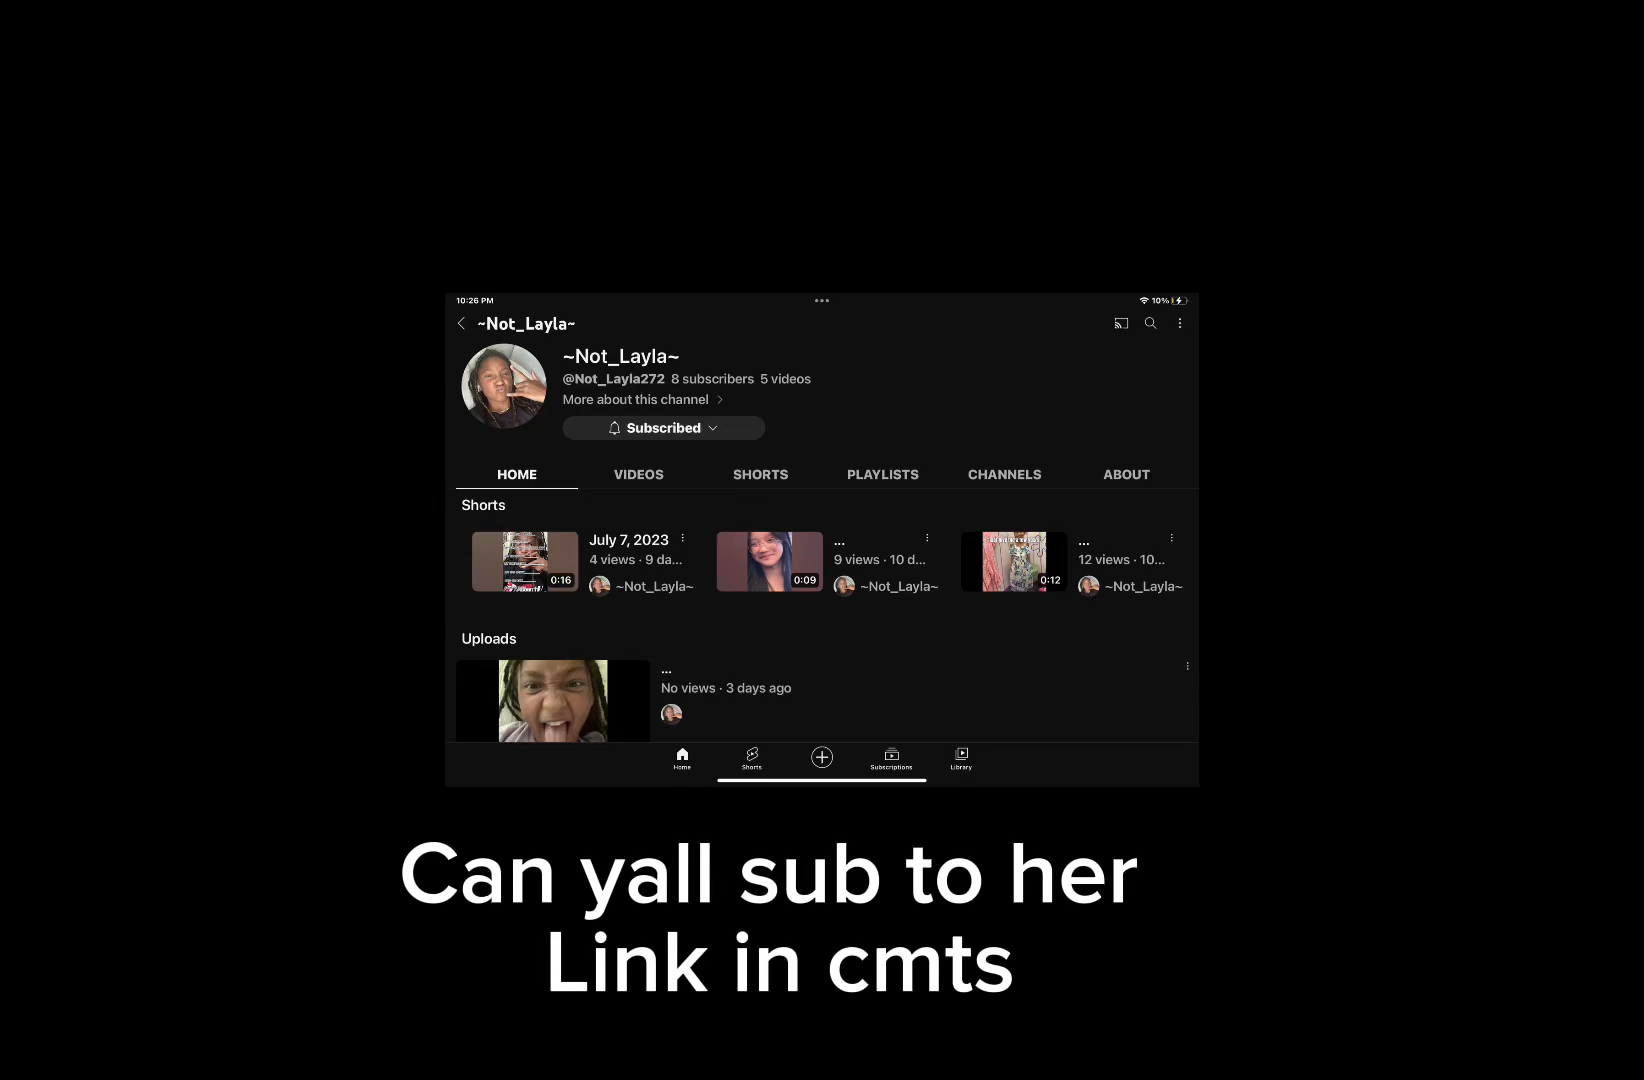 10:26 PM
10%
~Not_Layla~
~Not_Layla~
@Not_Layla272 8 subscribers 5 videos
More about this channel
Subscribed
HOME VIDEOS SHORTS PLAYLISTS CHANNELS ABOUT
Shorts
July 7, 2023
4 views · 9 da...
~Not_Layla~
0:16
...
9 views · 10 d...
~Not_Layla~
0:09
...
12 views · 10...
~Not_Layla~
0:12
Uploads
...
No views · 3 days ago
Home Shorts Subscriptions Library
Can yall sub to her
Link in cmts